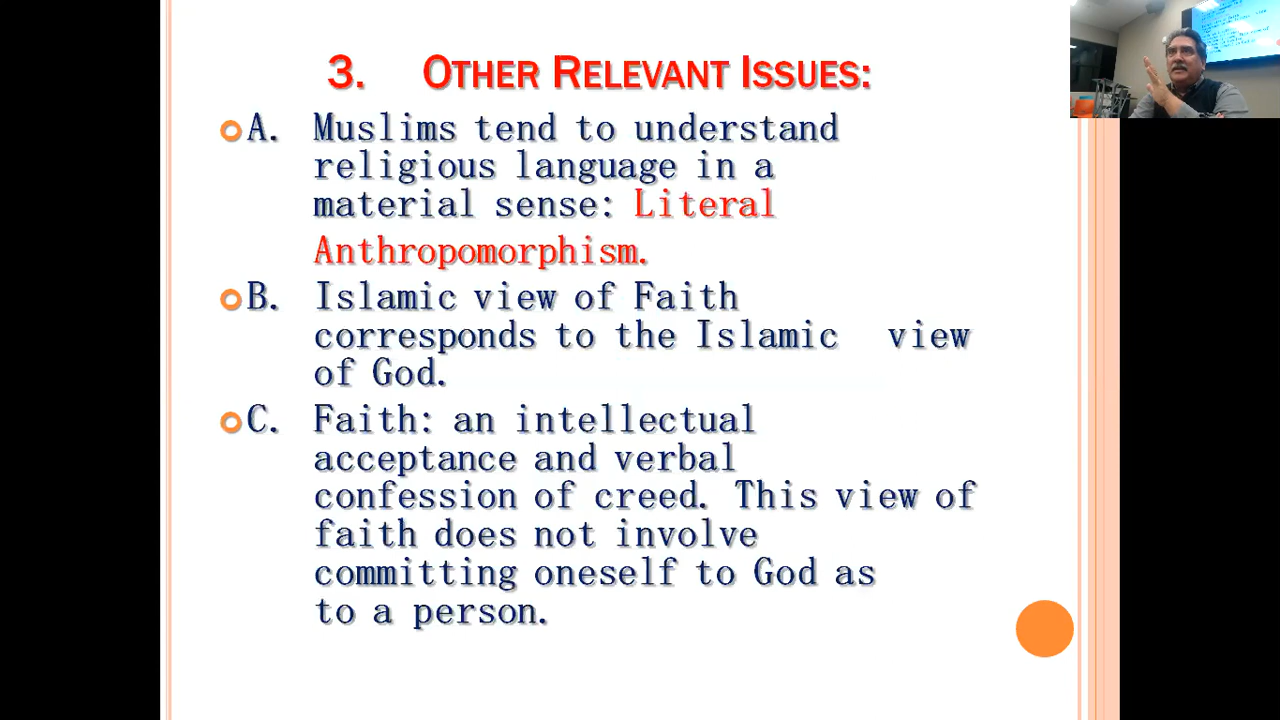 3. OTHER RELEVANT ISSUES:
A. Muslims tend to understand
religious language in a
material sense: Literal
Anthropomorphism.
B. Islamic view of Faith
corresponds to the Islamic view
of God.
C. Faith: an intellectual
acceptance and verbal
confession of creed. This view of
faith does not involve
committing oneself to God as
to a person.